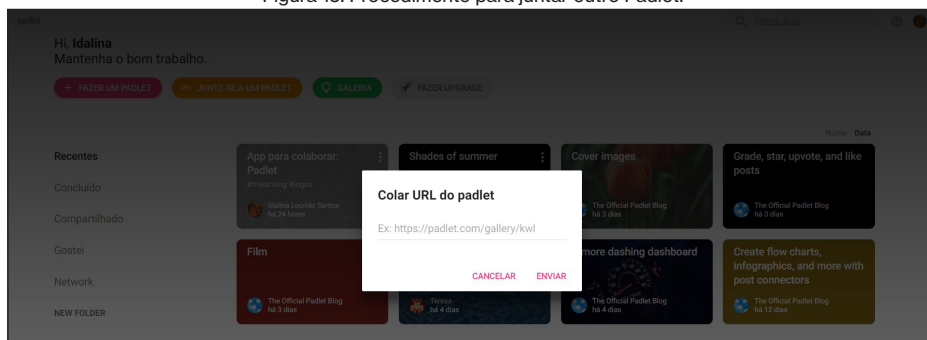 Figura 43. Procedimento para juntar outro Padlet.
padlet
Pesquisar
Hi, Idalina
Mantenha o bom trabalho.
+ FAZER UM PADLET
JUNTE-SE A UM PADLET
GALERIA
FAZER UPGRADE
Nome Data
Recentes
Concluído
Compartilhado
Gostei
Network
NEW FOLDER
App para colaborar:
Padlet
#mlearning #jogos
Idalina Lourido Santos
há 24 horas
Shades of summer
Cover images
The Official Padlet Blog
há 3 dias
Grade, star, upvote, and like
posts
The Official Padlet Blog
há 3 dias
Colar URL do padlet
Ex: https://padlet.com/gallery/kwl
CANCELAR ENVIAR
Film
The Official Padlet Blog
há 3 dias
Teresa
há 4 dias
more dashing dashboard
The Official Padlet Blog
há 4 dias
Create flow charts,
infographics, and more with
post connectors
The Official Padlet Blog
há 12 dias